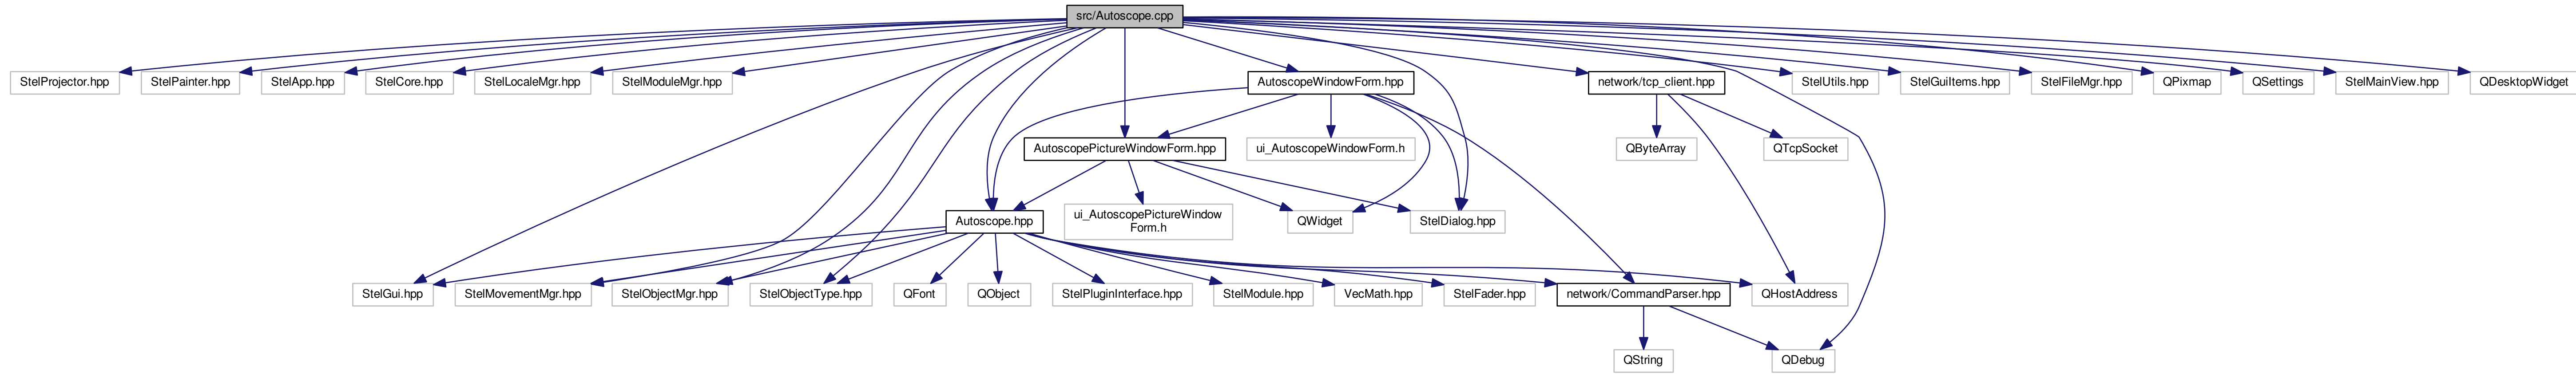 src/Autoscope.cpp
StelProjector.hpp
StelPainter.hpp
StelApp.hpp
StelCore.hpp
StelLocaleMgr.hpp
StelModuleMgr.hpp
AutoscopeWindowForm.hpp
network/tcp_client.hpp
StelUtils.hpp
StelGuiItems.hpp
StelFileMgr.hpp
QPixmap
QSettings
StelMainView.hpp
QDesktopWidget
AutoscopePictureWindowForm.hpp
ui_AutoscopeWindowForm.h
QByteArray
QTcpSocket
Autoscope.hpp
ui_AutoscopePictureWindow
Form.h
QWidget
StelDialog.hpp
StelGui.hpp
StelMovementMgr.hpp
StelObjectMgr.hpp
StelObjectType.hpp
QFont
QObject
StelPluginInterface.hpp
StelModule.hpp
VecMath.hpp
StelFader.hpp
network/CommandParser.hpp
QHostAddress
QString
QDebug